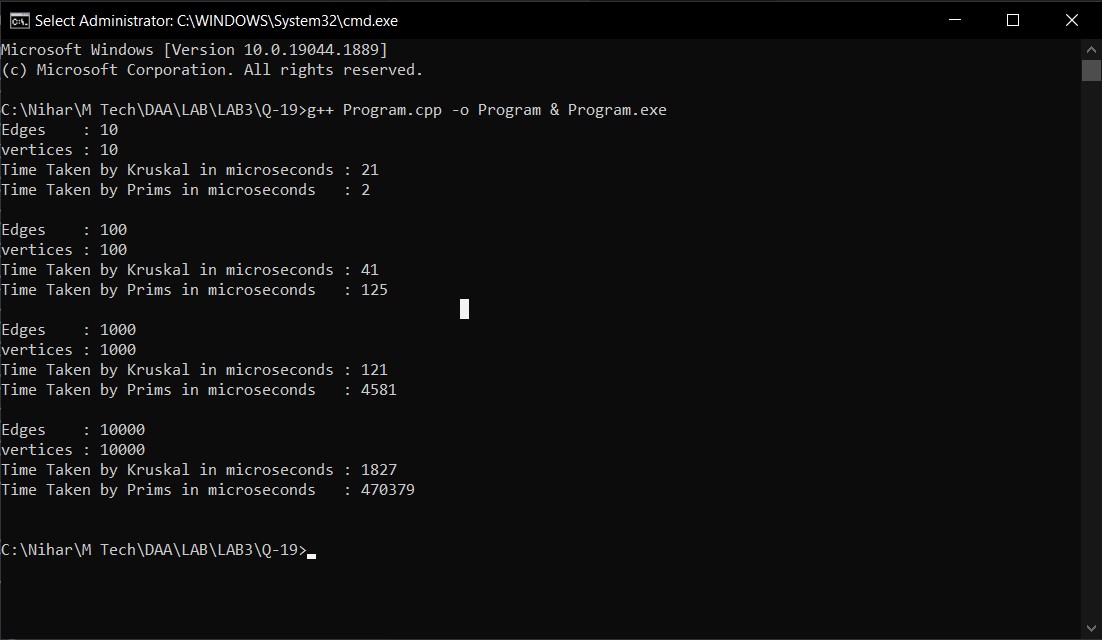 Select Administrator: C:\WINDOWS\System32\cmd.exe
Microsoft Windows [Version 10.0.19044.1889]
(c) Microsoft Corporation. All rights reserved.
C:\Nihar\M Tech\DAA\LAB\LAB3\Q-19>g++ Program.cpp -o Program & Program.exe
Edges    : 10
vertices : 10
Time Taken by Kruskal in microseconds : 21
Time Taken by Prims in microseconds   : 2
Edges    : 100
vertices : 100
Time Taken by Kruskal in microseconds : 41
Time Taken by Prims in microseconds   : 125
Edges    : 1000
vertices : 1000
Time Taken by Kruskal in microseconds : 121
Time Taken by Prims in microseconds   : 4581
Edges    : 10000
vertices : 10000
Time Taken by Kruskal in microseconds : 1827
Time Taken by Prims in microseconds   : 470379
C:\Nihar\M Tech\DAA\LAB\LAB3\Q-19>